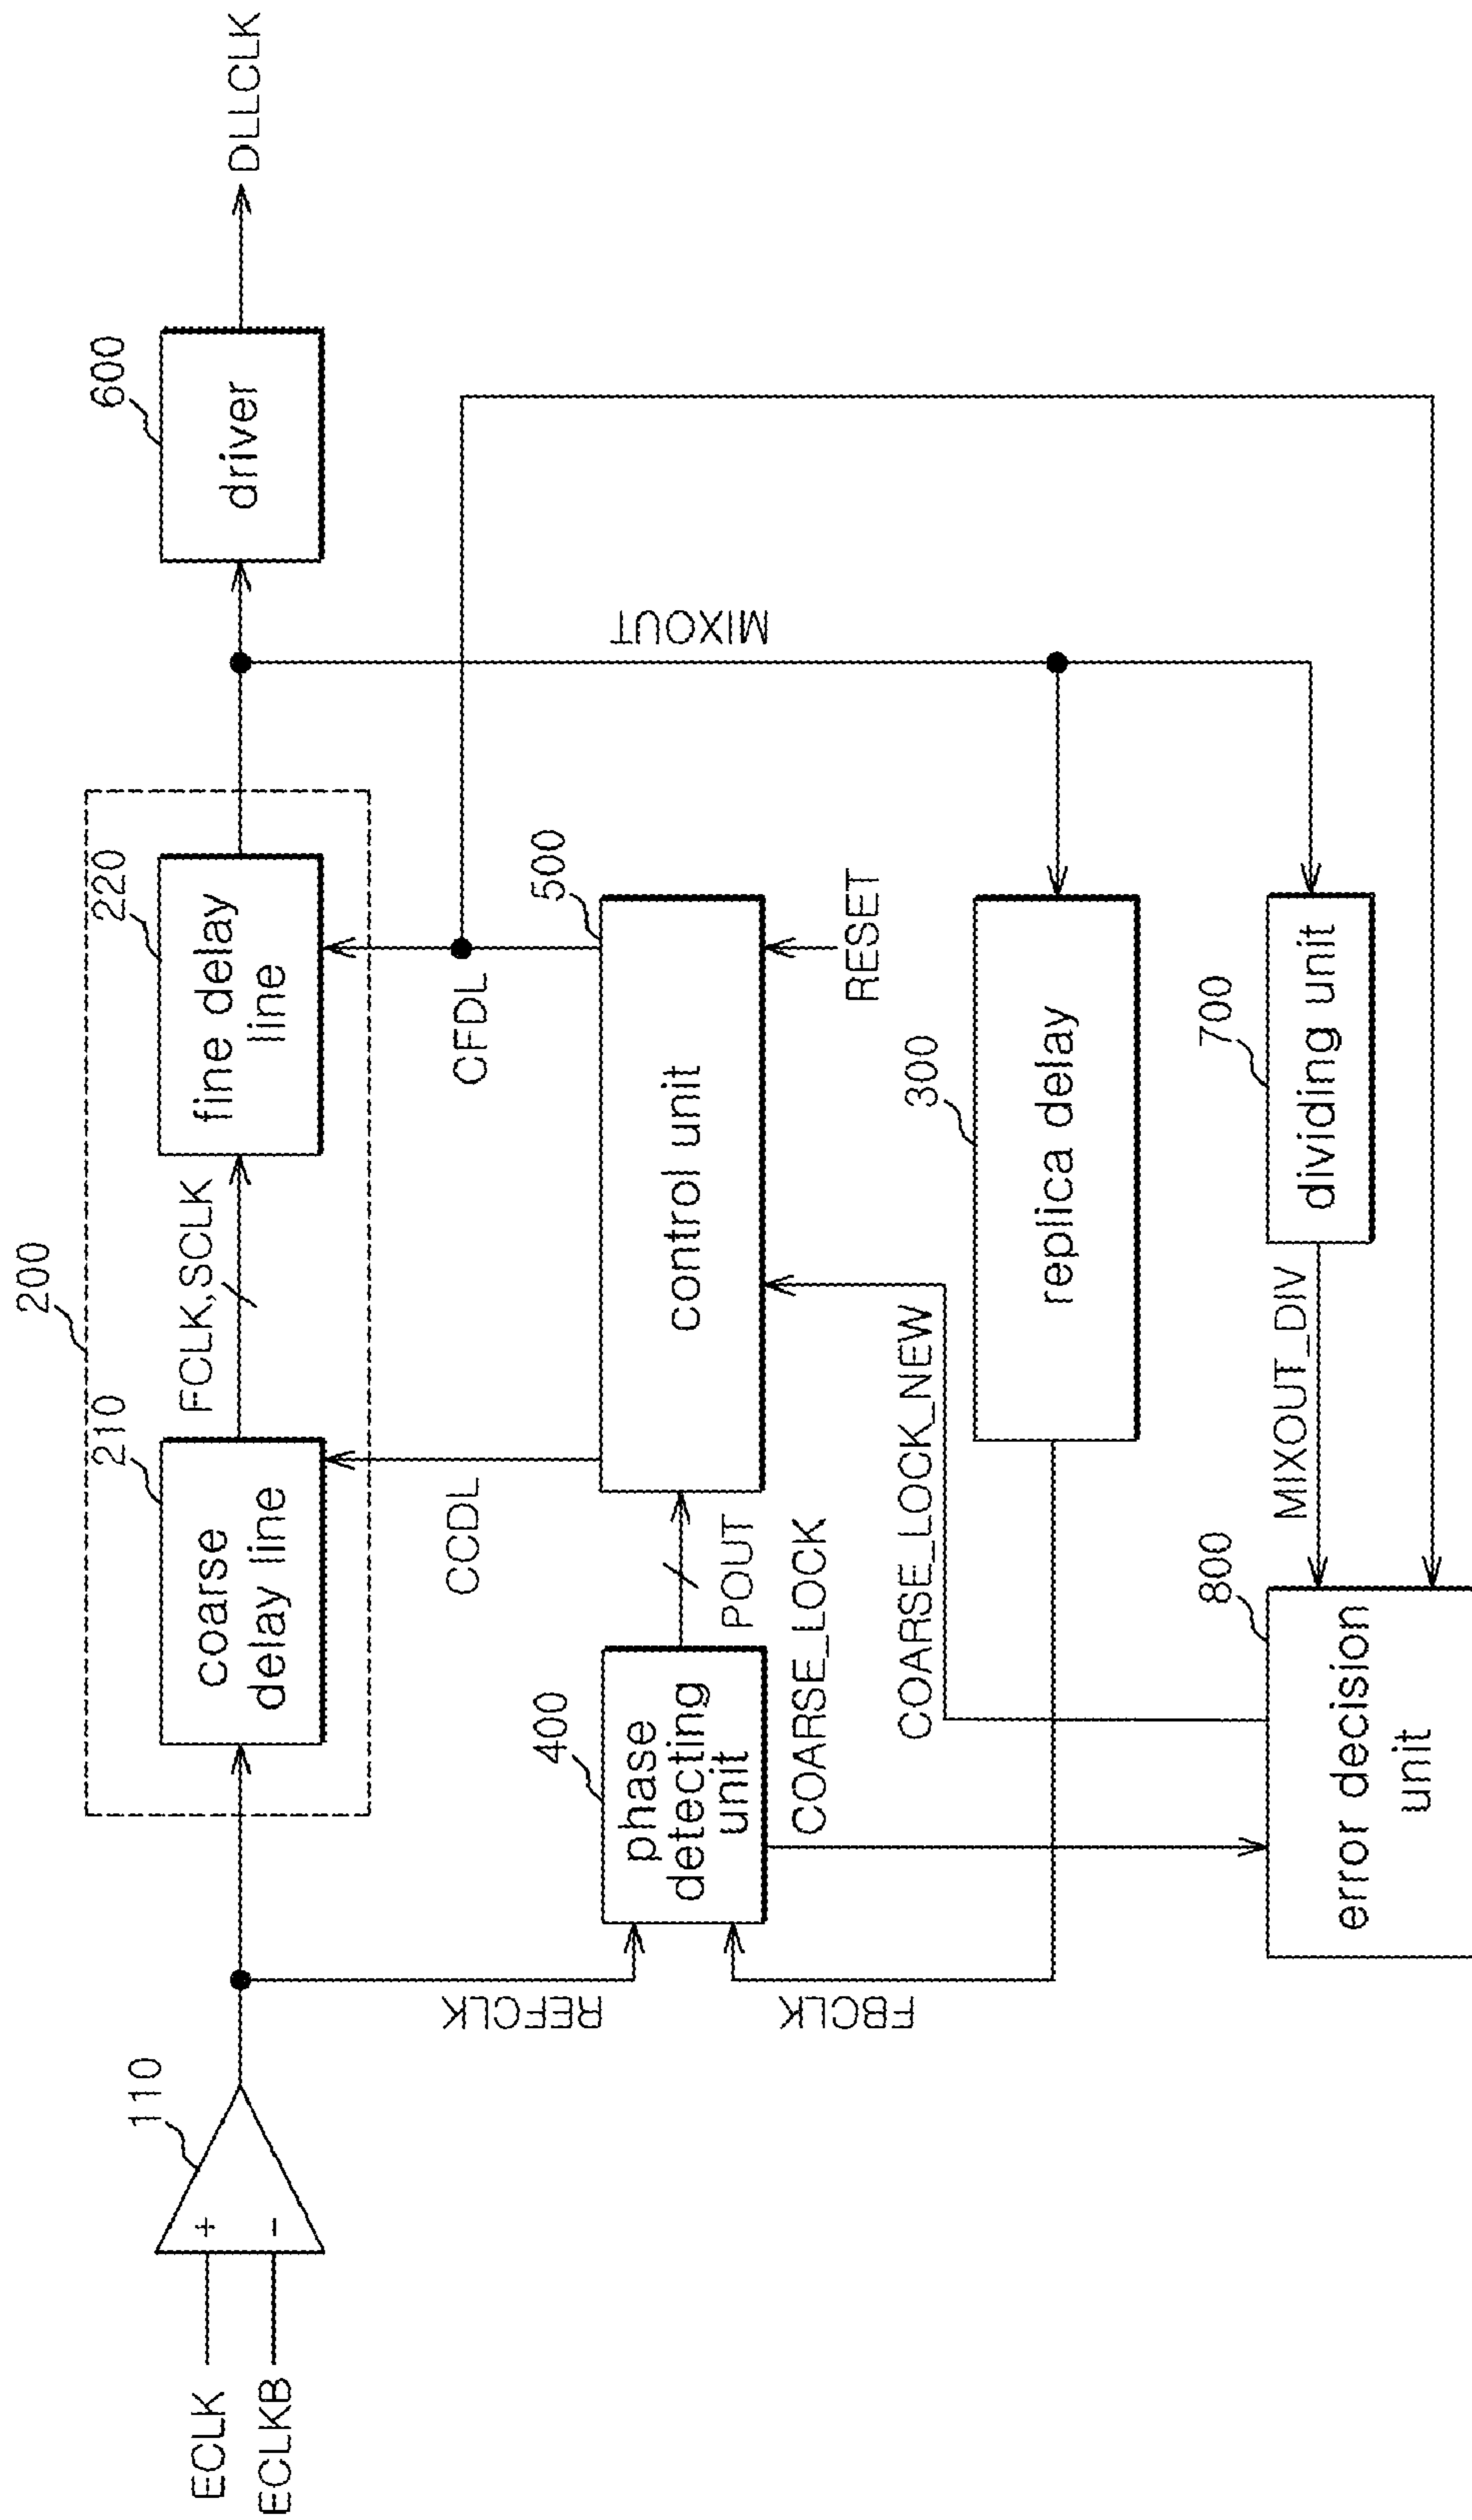 200
110
ECLK
ECLKB
+
-
210
coarse
delay line
FCLK,SCLK
220
fine delay
line
600
driver
DLLCLK
CCDL
CFDL
REFCLK
400
phase
detecting
unit
POUT
500
control unit
MIXOUT
FBCLK
COARSE_LOCK
RESET
COARSE_LOCK_NEW
300
replica delay
800
error decision
unit
MIXOUT_DIV
700
dividing unit